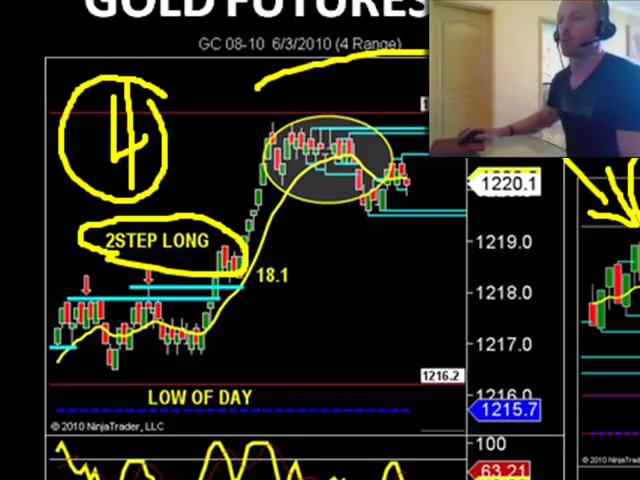 GOLD FUTURES
GC 08-10 6/3/2010 (4 Range)
4
1220.1
2STEP LONG
1219.0
18.1
1218.0
1217.0
1216.2
1216.0
LOW OF DAY
1215.7
© 2010 NinjaTrader, LLC
© 2010 NinjaTrad
100
63.21